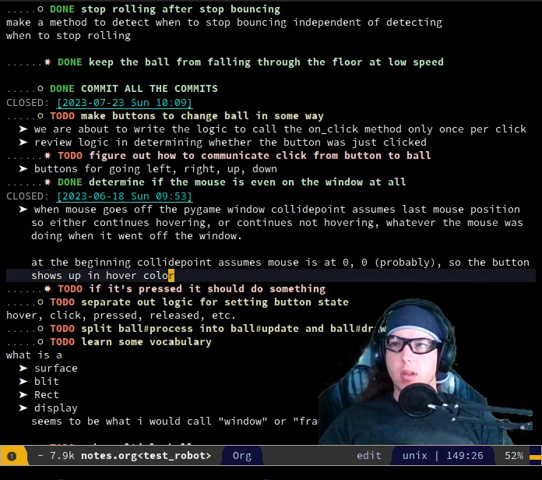 .....○ DONE stop rolling after stop bouncing
make a method to detect when to stop bouncing independent of detecting
when to stop rolling
......✷ DONE keep the ball from falling through the floor at low speed
.....○ DONE COMMIT ALL THE COMMITS
CLOSED: [2023-07-23 Sun 10:09]
.....○ TODO make buttons to change ball in some way
➤ we are about to write the logic to call the on_click method only once per click
➤ review logic in determining whether the button was just clicked
......✷ TODO figure out how to communicate click from button to ball
➤ buttons for going left, right, up, down
......✷ DONE determine if the mouse is even on the window at all
CLOSED: [2023-06-18 Sun 09:53]
➤ when mouse goes off the pygame window collidepoint assumes last mouse position
so either continues hovering, or continues not hovering, whatever the mouse was
doing when it went off the window.
at the beginning collidepoint assumes mouse is at 0, 0 (probably), so the button
shows up in hover color
......✷ TODO if it's pressed it should do something
.....○ TODO separate out logic for setting button state
hover, click, pressed, released, etc.
.....○ TODO split ball#process into ball#update and ball#draw
.....○ TODO learn some vocabulary
what is a
➤ surface
➤ blit
➤ Rect
➤ display
seems to be what i would call "window" or "fra
- 7.9k notes.org<test_robot> Org edit unix | 149:26 52%